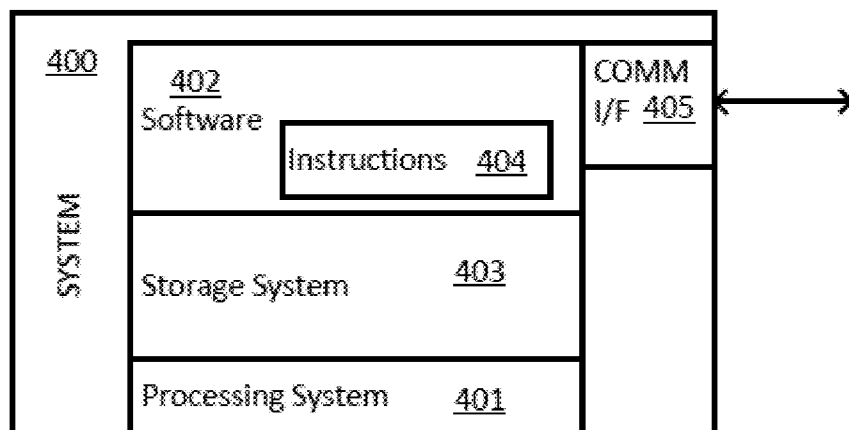 400
SYSTEM
402
Software
Instructions 404
Storage System 403
Processing System 401
COMM
I/F 405